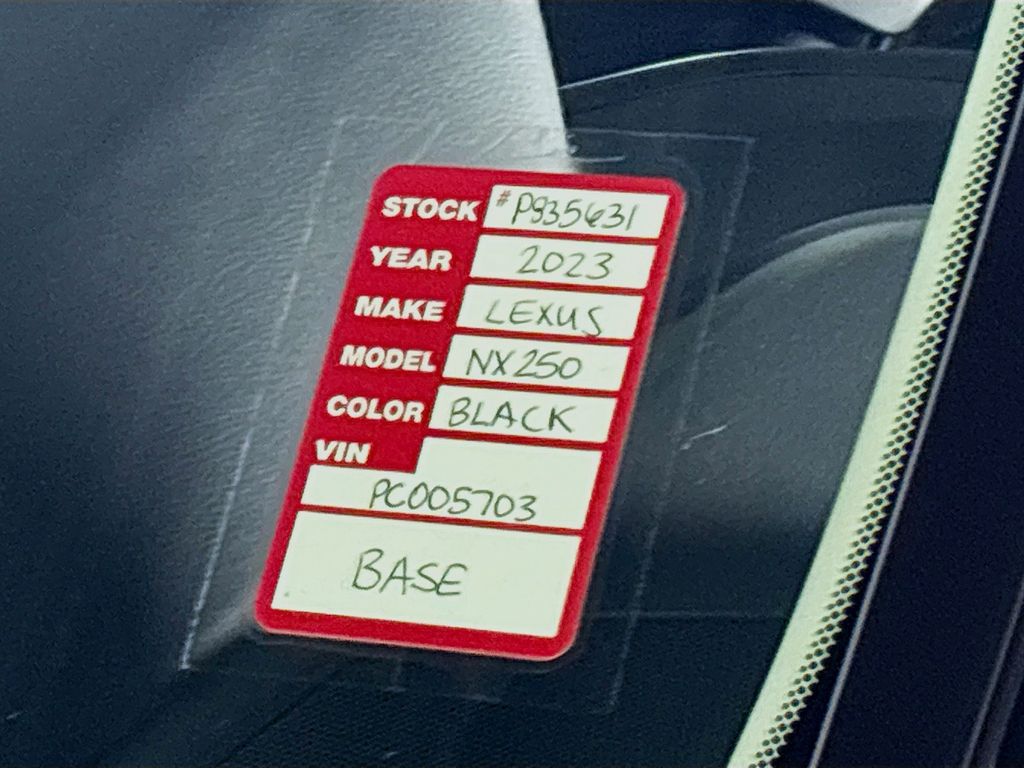 STOCK #P935631
YEAR 2023
MAKE LEXUS
MODEL NX250
COLOR BLACK
VIN
PC005703
BASE